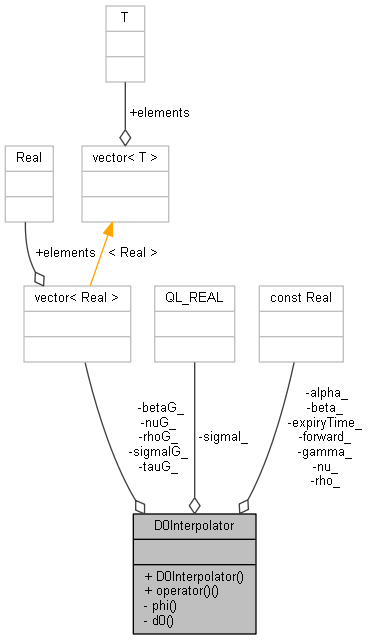 T
+elements
Real
vector< T >
+elements
< Real >
vector< Real >
QL_REAL
const Real
-betaG_
-nuG_
-rhoG_
-sigmaIG_
-tauG_
-sigmaI_
-alpha_
-beta_
-expiryTime_
-forward_
-gamma_
-nu_
-rho_
D0Interpolator
+ D0Interpolator()
+ operator()()
- phi()
- d0()